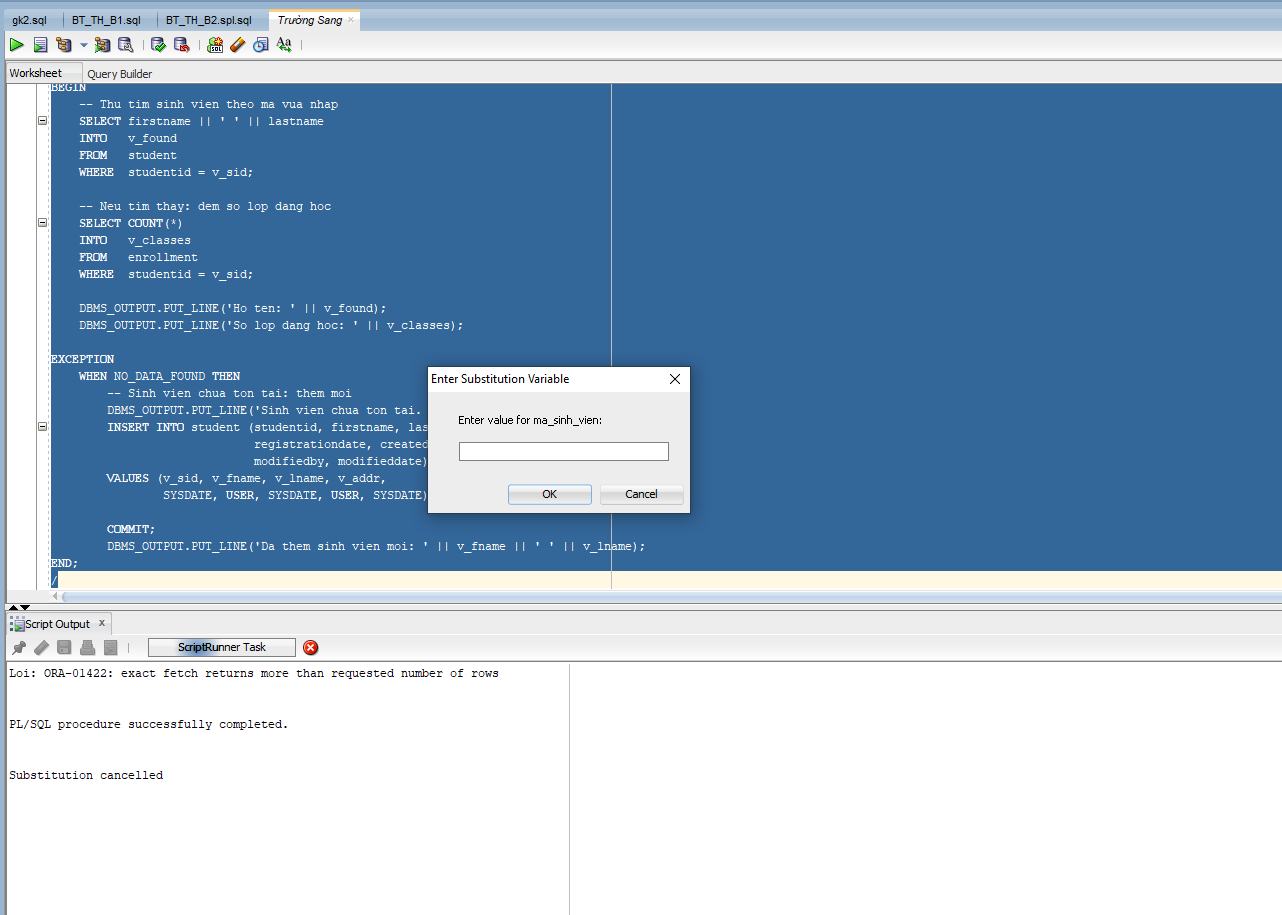 gk2.sql BT_TH_B1.sql BT_TH_B2.spl.sql Trường Sang
Worksheet Query Builder
BEGIN
-- Thu tim sinh vien theo ma vua nhap
SELECT firstname || ' ' || lastname
INTO v_found
FROM student
WHERE studentid = v_sid;
-- Neu tim thay: dem so lop dang hoc
SELECT COUNT(*)
INTO v_classes
FROM enrollment
WHERE studentid = v_sid;
DBMS_OUTPUT.PUT_LINE('Ho ten: ' || v_found);
DBMS_OUTPUT.PUT_LINE('So lop dang hoc: ' || v_classes);
EXCEPTION
WHEN NO_DATA_FOUND THEN
-- Sinh vien chua ton tai: them moi
DBMS_OUTPUT.PUT_LINE('Sinh vien chua ton tai.
INSERT INTO student (studentid, firstname, las
registrationdate, created
modifiedby, modifieddate)
VALUES (v_sid, v_fname, v_lname, v_addr,
SYSDATE, USER, SYSDATE, USER, SYSDATE)
COMMIT;
DBMS_OUTPUT.PUT_LINE('Da them sinh vien moi: ' || v_fname || ' ' || v_lname);
END;
/
Enter Substitution Variable
Enter value for ma_sinh_vien:
OK Cancel
Script Output x
ScriptRunner Task
Loi: ORA-01422: exact fetch returns more than requested number of rows
PL/SQL procedure successfully completed.
Substitution cancelled